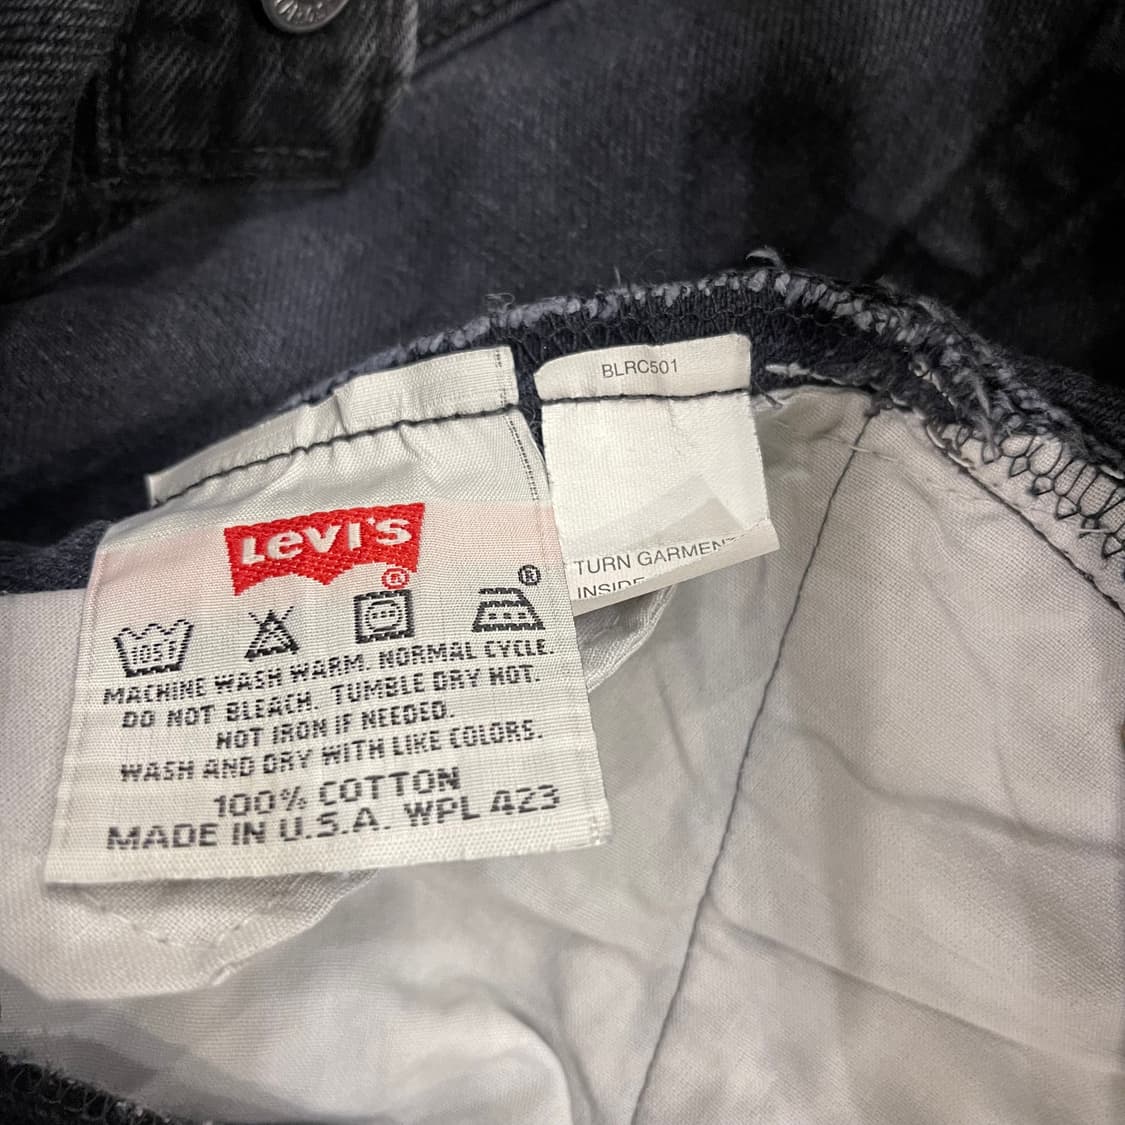 BLRC501
TURN GARMENT
INSIDE
Levi's
®
®
105F
MACHINE WASH WARM. NORMAL CYCLE.
DO NOT BLEACH. TUMBLE DRY HOT.
HOT IRON IF NEEDED.
WASH AND DRY WITH LIKE COLORS.
100% COTTON
MADE IN U.S.A. WPL 423